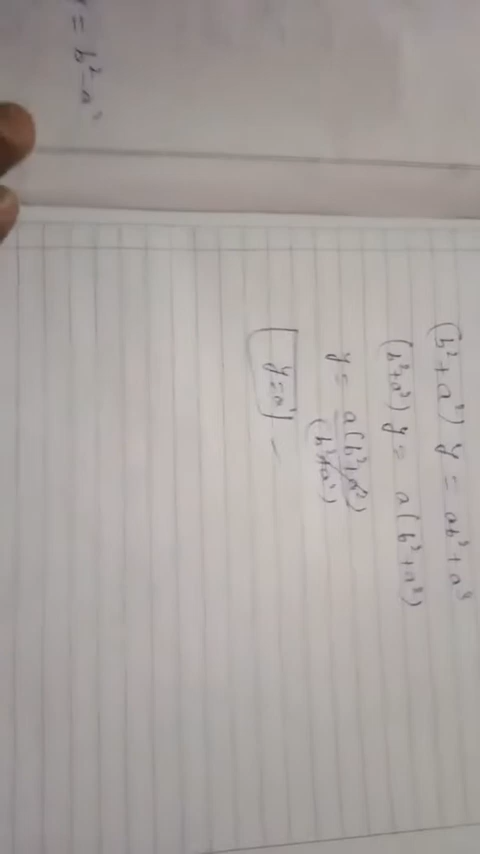 = b² - a²
(b² + a²) y = ab² + a³
(b² + a²) y = a(b² + a²)
y = a(b² + a²)
(b² + a²)
y = a